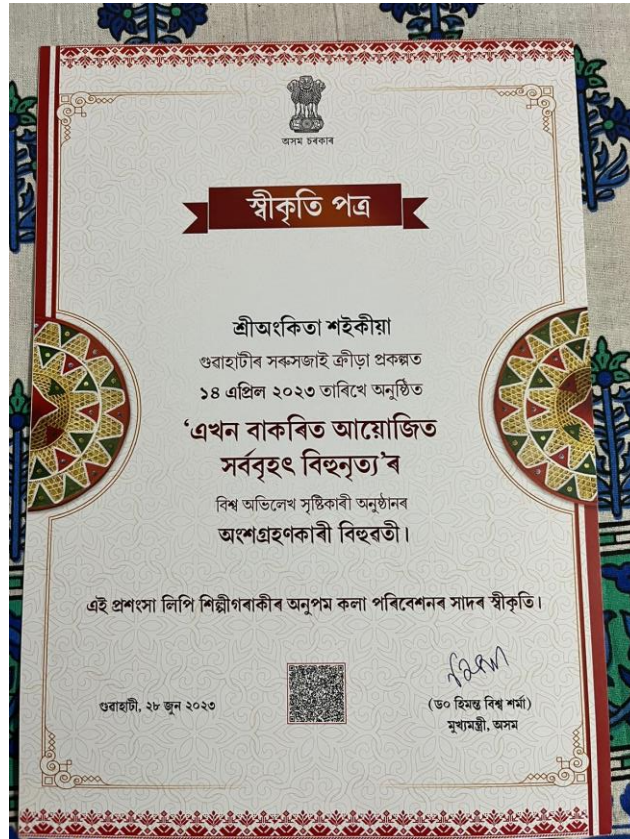 অসম চৰকাৰ
স্বীকৃতি পত্ৰ
শ্ৰীঅংকিতা শইকীয়া
গুৱাহাটীৰ সৰুসজাই ক্ৰীড়া প্ৰকল্পত
১৪ এপ্ৰিল ২০২৩ তাৰিখে অনুষ্ঠিত
‘এখন বাকৰিত আয়োজিত
সৰ্ববৃহৎ বিহুনৃত্য’ৰ
বিশ্ব অভিলেখ সৃষ্টিকাৰী অনুষ্ঠানৰ
অংশগ্ৰহণকাৰী বিহুৱতী।
এই প্ৰশংসা লিপি শিল্পীগৰাকীৰ অনুপম কলা পৰিবেশনৰ সাদৰ স্বীকৃতি।
গুৱাহাটী, ২৮ জুন ২০২৩
(ড০ হিমন্ত বিশ্ব শৰ্মা)
মুখ্যমন্ত্ৰী, অসম